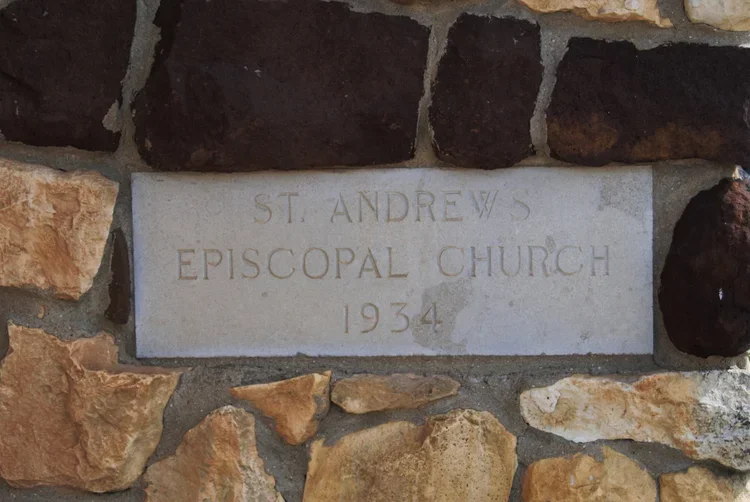 ST. ANDREW'S
EPISCOPAL CHURCH
1934